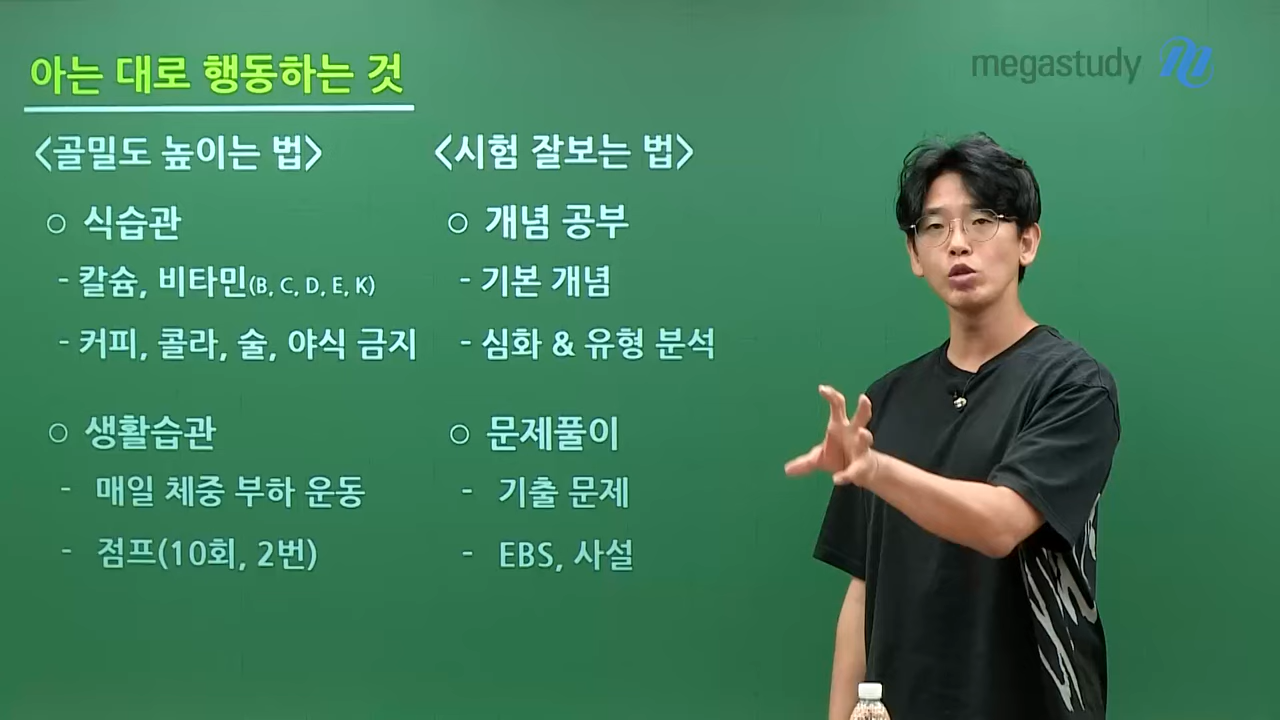 아는 대로 행동하는 것
megastudy
<골밀도 높이는 법>
○ 식습관
- 칼슘, 비타민(B, C, D, E, K)
- 커피, 콜라, 술, 야식 금지
○ 생활습관
- 매일 체중 부하 운동
- 점프(10회, 2번)
<시험 잘보는 법>
○ 개념 공부
- 기본 개념
- 심화 & 유형 분석
○ 문제풀이
- 기출 문제
- EBS, 사설